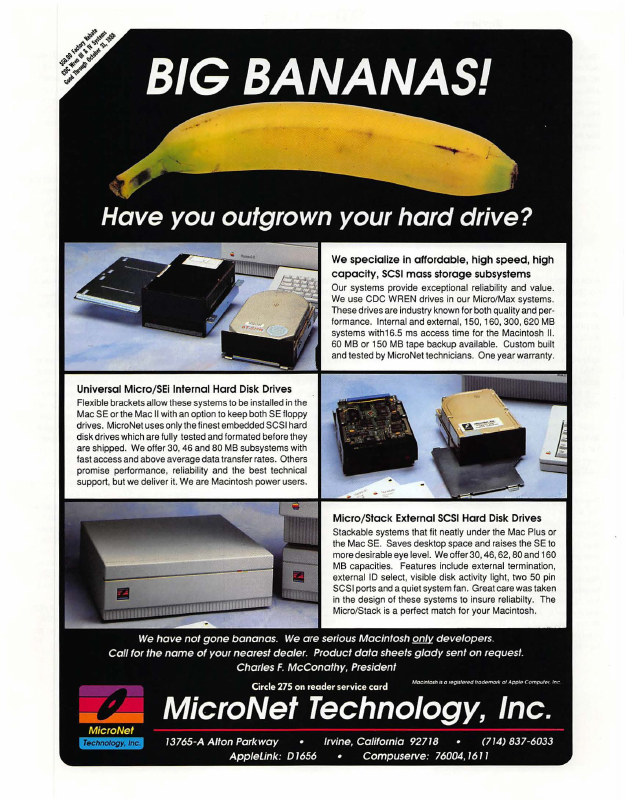 $50.00 Factory Rebate
CDC Wren III & IV Systems
Good Through October 31, 1988
BIG BANANAS!
Have you outgrown your hard drive?
We specialize in affordable, high speed, high
capacity, SCSI mass storage subsystems
Our systems provide exceptional reliability and value.
We use CDC WREN drives in our Micro/Max systems.
These drives are industry known for both quality and per-
formance. Internal and external, 150, 160, 300, 620 MB
systems with16.5 ms access time for the Macintosh II.
60 MB or 150 MB tape backup available. Custom built
and tested by MicroNet technicians. One year warranty.
Universal Micro/SEi Internal Hard Disk Drives
Flexible brackets allow these systems to be installed in the
Mac SE or the Mac II with an option to keep both SE floppy
drives. MicroNet uses only the finest embedded SCSI hard
disk drives which are fully tested and formated before they
are shipped. We offer 30, 46 and 80 MB subsystems with
fast access and above average data transfer rates. Others
promise performance, reliability and the best technical
support, but we deliver it. We are Macintosh power users.
Micro/Stack External SCSI Hard Disk Drives
Stackable systems that fit neatly under the Mac Plus or
the Mac SE. Saves desktop space and raises the SE to
more desirable eye level. We offer 30, 46, 62, 80 and 160
MB capacities. Features include external termination,
external ID select, visible disk activity light, two 50 pin
SCSI ports and a quiet system fan. Great care was taken
in the design of these systems to insure reliabilty. The
Micro/Stack is a perfect match for your Macintosh.
We have not gone bananas. We are serious Macintosh only developers.
Call for the name of your nearest dealer. Product data sheets glady sent on request.
Charles F. McConathy, President
Circle 275 on reader service card
Macintosh is a registered trademark of Apple Computer, Inc.
MicroNet
Technology, Inc.
MicroNet Technology, Inc.
13765-A Alton Parkway • Irvine, California 92718 • (714) 837-6033
AppleLink: D1656 • Compuserve: 76004,1611